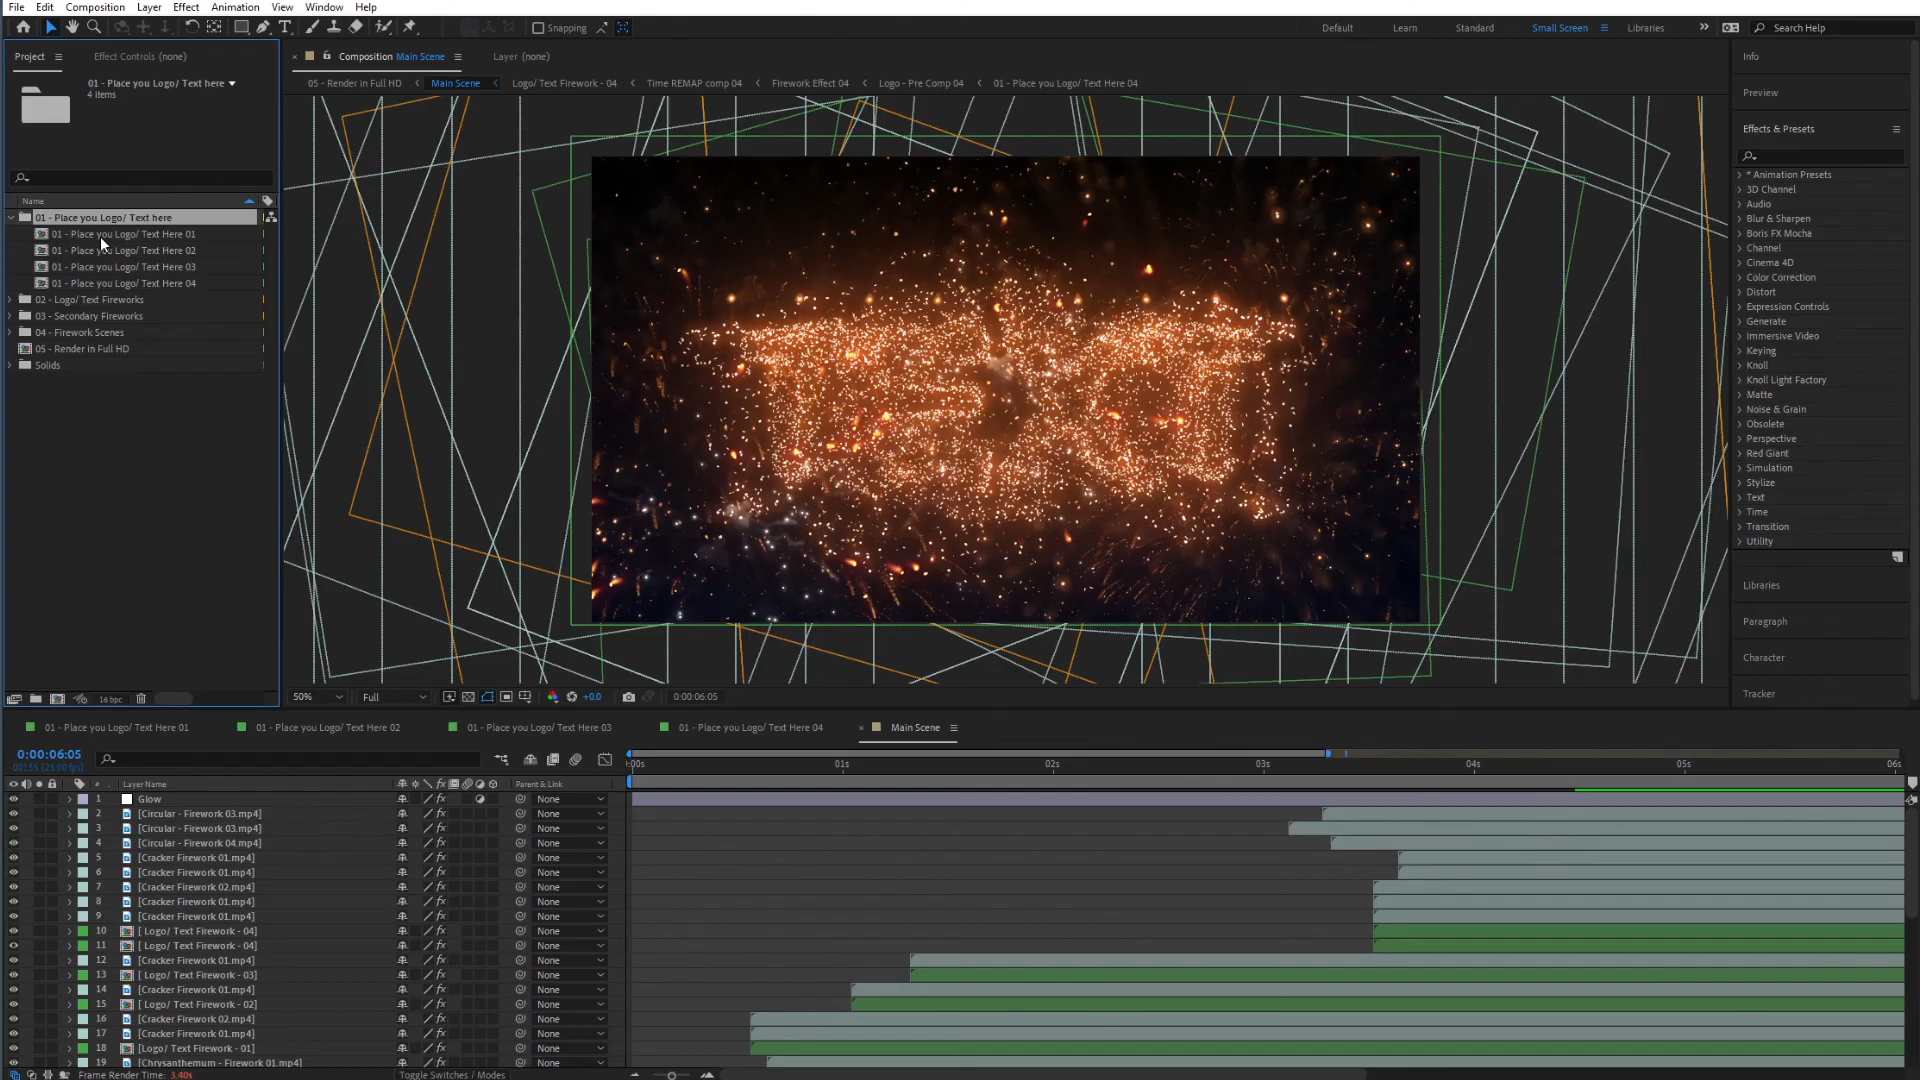 File Edit Composition Layer Effect Animation View Window Help
Snapping
Default Learn Standard Small Screen Libraries Search Help
Project Effect Controls (none)
Composition Main Scene Layer (none)
Info
01 - Place you Logo/ Text here
4 items
05 - Render in Full HD Main Scene Logo/ Text Firework - 04 Time REMAP comp 04 Firework Effect 04 Logo - Pre Comp 04 01 - Place you Logo/ Text Here 04
Preview
Effects & Presets
Name
01 - Place you Logo/ Text here
01 - Place you Logo/ Text Here 01
01 - Place you Logo/ Text Here 02
01 - Place you Logo/ Text Here 03
01 - Place you Logo/ Text Here 04
02 - Logo/ Text Fireworks
03 - Secondary Fireworks
04 - Firework Scenes
05 - Render in Full HD
Solids
TEXT
* Animation Presets
3D Channel
Audio
Blur & Sharpen
Boris FX Mocha
Channel
Cinema 4D
Color Correction
Distort
Expression Controls
Generate
Immersive Video
Keying
Knoll
Knoll Light Factory
Matte
Noise & Grain
Obsolete
Perspective
Red Giant
Simulation
Stylize
Text
Time
Transition
Utility
Libraries
Paragraph
Character
Tracker
16 bpc
50% Full +0.0 0:00:06:05
01 - Place you Logo/ Text Here 01 01 - Place you Logo/ Text Here 02 01 - Place you Logo/ Text Here 03 01 - Place you Logo/ Text Here 04 Main Scene
0:00:06:05
00155 (25.00 fps)
:00s 01s 02s 03s 04s 05s 06s
# Layer Name Parent & Link
1 Glow None
2 [Circular - Firework 03.mp4] None
3 [Circular - Firework 03.mp4] None
4 [Circular - Firework 04.mp4] None
5 [Cracker Firework 01.mp4] None
6 [Cracker Firework 01.mp4] None
7 [Cracker Firework 02.mp4] None
8 [Cracker Firework 01.mp4] None
9 [Cracker Firework 01.mp4] None
10 [ Logo/ Text Firework - 04] None
11 [ Logo/ Text Firework - 04] None
12 [Cracker Firework 01.mp4] None
13 [ Logo/ Text Firework - 03] None
14 [Cracker Firework 01.mp4] None
15 [ Logo/ Text Firework - 02] None
16 [Cracker Firework 02.mp4] None
17 [Cracker Firework 01.mp4] None
18 [Logo/ Text Firework - 01] None
19 [Chrysanthemum - Firework 01.mp4] None
Frame Render Time: 3.40s Toggle Switches / Modes